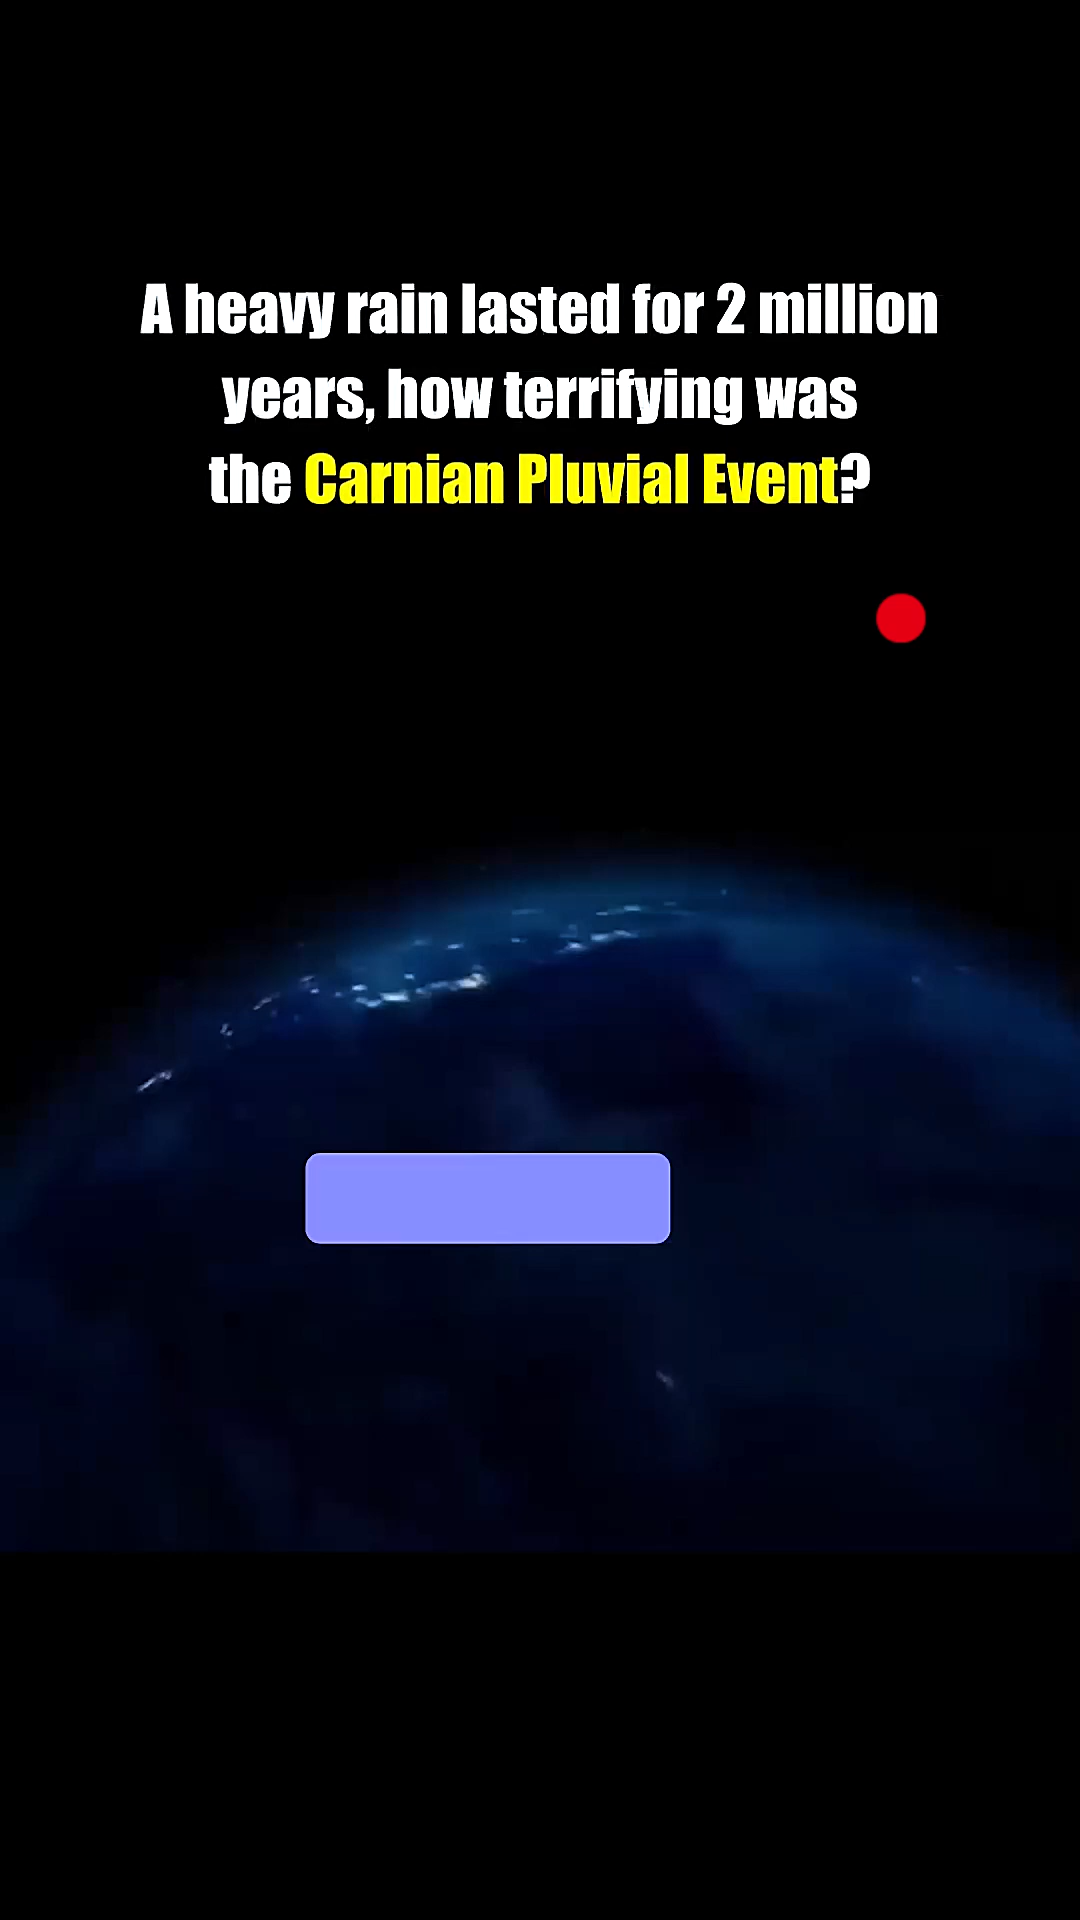 A heavy rain lasted for 2 million
years, how terrifying was
the Carnian Pluvial Event?